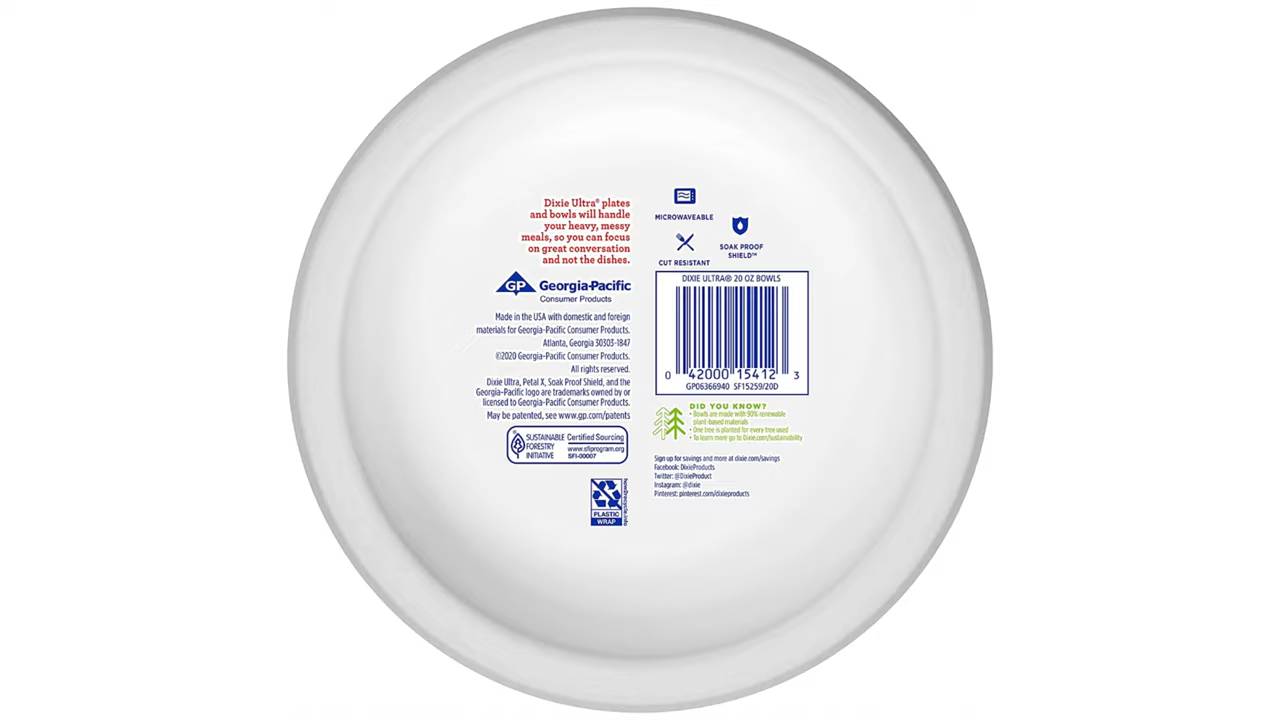 Dixie Ultra® plates
and bowls will handle
your heavy, messy
meals, so you can focus
on great conversation
and not the dishes.
GP Georgia-Pacific
Consumer Products
Made in the USA with domestic and foreign
materials for Georgia-Pacific Consumer Products.
Atlanta, Georgia 30303-1847
©2020 Georgia-Pacific Consumer Products.
All rights reserved.
Dixie Ultra, Petal X, Soak Proof Shield, and the
Georgia-Pacific logo are trademarks owned by or
licensed to Georgia-Pacific Consumer Products.
May be patented, see www.gp.com/patents
SUSTAINABLE
FORESTRY
INITIATIVE
Certified Sourcing
www.sfiprogram.org
SFI-00007
PLASTIC
WRAP
how2recycle.info
MICROWAVEABLE
CUT RESISTANT
SOAK PROOF
SHIELD™
DIXIE ULTRA® 20 OZ BOWLS
0 42000 15412 3
GP06366940 SF15259/20D
DID YOU KNOW?
• Bowls are made with 90% renewable
plant-based materials
• One tree is planted for every tree used
• To learn more go to Dixie.com/sustainability
Sign up for savings and more at dixie.com/savings
Facebook: DixieProducts
Twitter: @DixieProduct
Instagram: @dixie
Pinterest: pinterest.com/dixieproducts